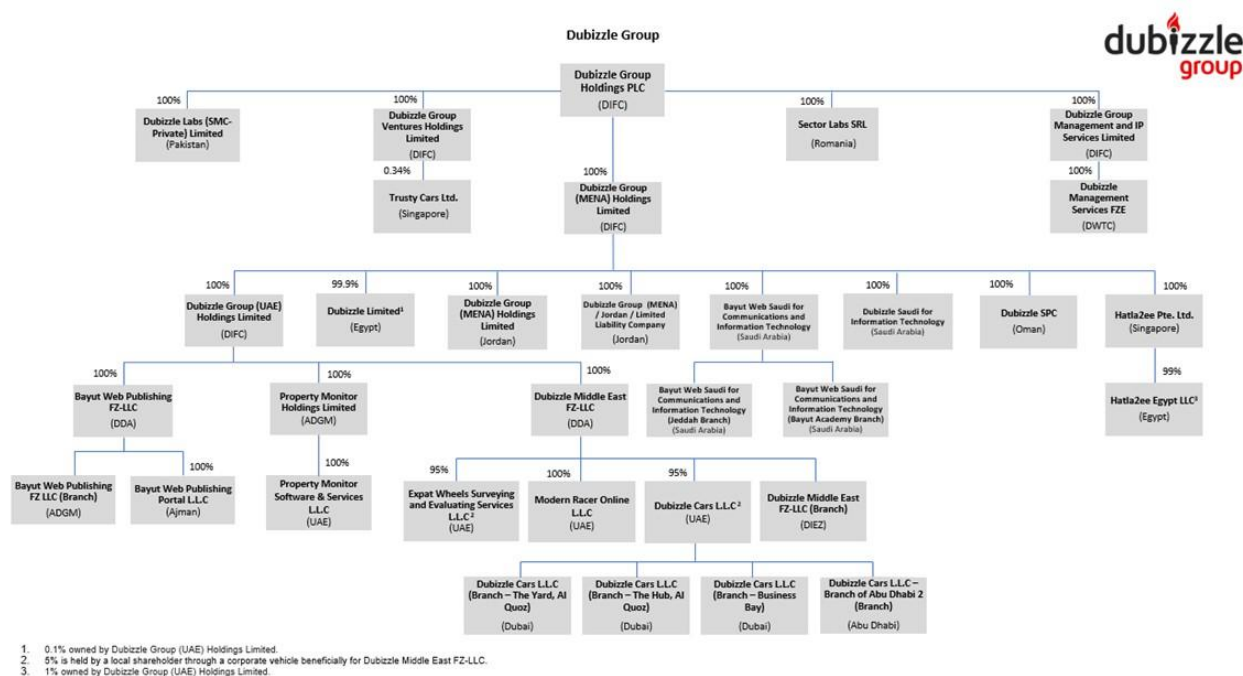 Dubizzle Group
dubizzle
group
Dubizzle Group
Holdings PLC
(DIFC)
100%
Dubizzle Labs (SMC-
Private) Limited
(Pakistan)
100%
Dubizzle Group
Ventures Holdings
Limited
(DIFC)
100%
Sector Labs SRL
(Romania)
100%
Dubizzle Group
Management and IP
Services Limited
(DIFC)
0.34%
Trusty Cars Ltd.
(Singapore)
100%
Dubizzle Group
(MENA) Holdings
Limited
(DIFC)
100%
Dubizzle
Management
Services FZE
(DWTC)
100%
Dubizzle Group (UAE)
Holdings Limited
(DIFC)
99.9%
Dubizzle Limited¹
(Egypt)
100%
Dubizzle Group
(MENA) Holdings
Limited
(Jordan)
100%
Dubizzle Group (MENA)
/ Jordan / Limited
Liability Company
(Jordan)
100%
Bayut Web Saudi for
Communications and
Information Technology
(Saudi Arabia)
100%
Dubizzle Saudi for
Information Technology
(Saudi Arabia)
100%
Dubizzle SPC
(Oman)
100%
Hatla2ee Pte. Ltd.
(Singapore)
100%
Bayut Web Publishing
FZ-LLC
(DDA)
100%
Property Monitor
Holdings Limited
(ADGM)
100%
Dubizzle Middle East
FZ-LLC
(DDA)
Bayut Web Saudi for
Communications and
Information Technology
(Jeddah Branch)
(Saudi Arabia)
Bayut Web Saudi for
Communications and
Information Technology
(Bayut Academy Branch)
(Saudi Arabia)
99%
Hatla2ee Egypt LLC³
(Egypt)
Bayut Web Publishing
FZ LLC (Branch)
(ADGM)
100%
Bayut Web Publishing
Portal L.L.C
(Ajman)
100%
Property Monitor
Software & Services
L.L.C
(UAE)
95%
Expat Wheels Surveying
and Evaluating Services
L.L.C²
(UAE)
100%
Modern Racer Online
L.L.C
(UAE)
95%
Dubizzle Cars L.L.C²
(UAE)
Dubizzle Middle East
FZ-LLC (Branch)
(DIEZ)
Dubizzle Cars L.L.C
(Branch – The Yard, Al
Quoz)
(Dubai)
Dubizzle Cars L.L.C
(Branch – The Hub, Al
Quoz)
(Dubai)
Dubizzle Cars L.L.C
(Branch – Business
Bay)
(Dubai)
Dubizzle Cars L.L.C –
Branch of Abu Dhabi 2
(Branch)
(Abu Dhabi)
1. 0.1% owned by Dubizzle Group (UAE) Holdings Limited.
2. 5% is held by a local shareholder through a corporate vehicle beneficially for Dubizzle Middle East FZ-LLC.
3. 1% owned by Dubizzle Group (UAE) Holdings Limited.